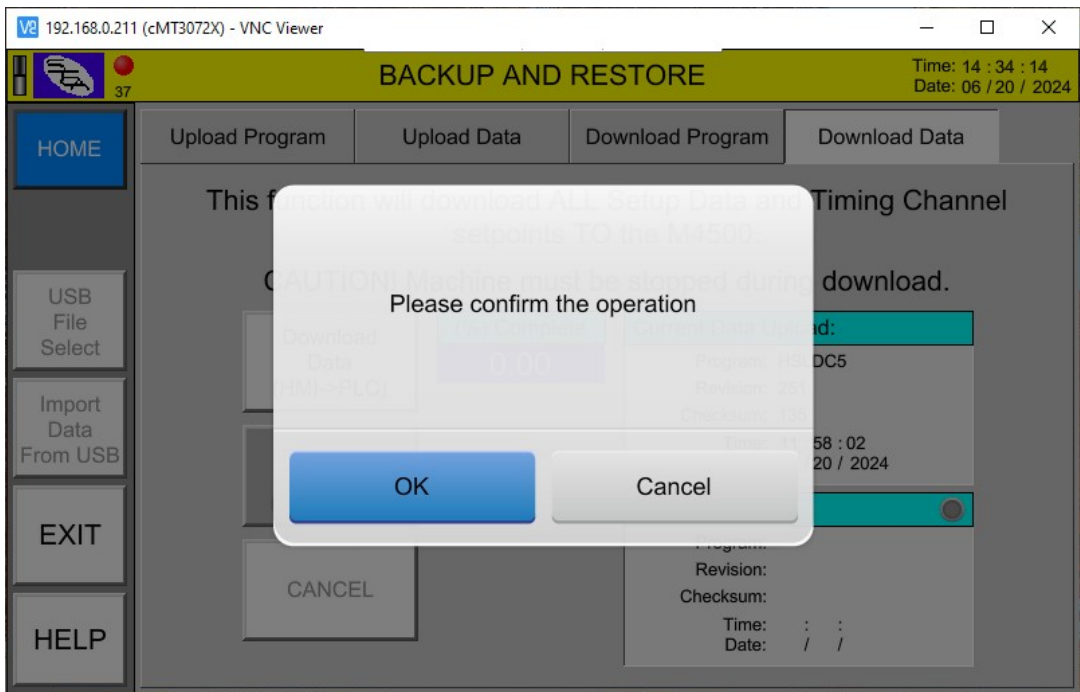 192.168.0.211 (cMT3072X) - VNC Viewer
37
BACKUP AND RESTORE
Time: 14 : 34 : 14
Date: 06 / 20 / 2024
HOME
Upload Program
Upload Data
Download Program
Download Data
This function will download ALL Setup Data and Timing Channel
setpoints TO the M4500.
CAUTION! Machine must be stopped during download.
Please confirm the operation
OK
Cancel
USB
File
Select
Import
Data
From USB
EXIT
HELP
Download
Data
(HMI->PLC)
Complete
0.00
CANCEL
Current Data Upload:
Program:
Revision: 261
Checksum:
Time: 11 : 58 : 02
20 / 2024
Program:
Revision:
Checksum:
Time: : :
Date: / /